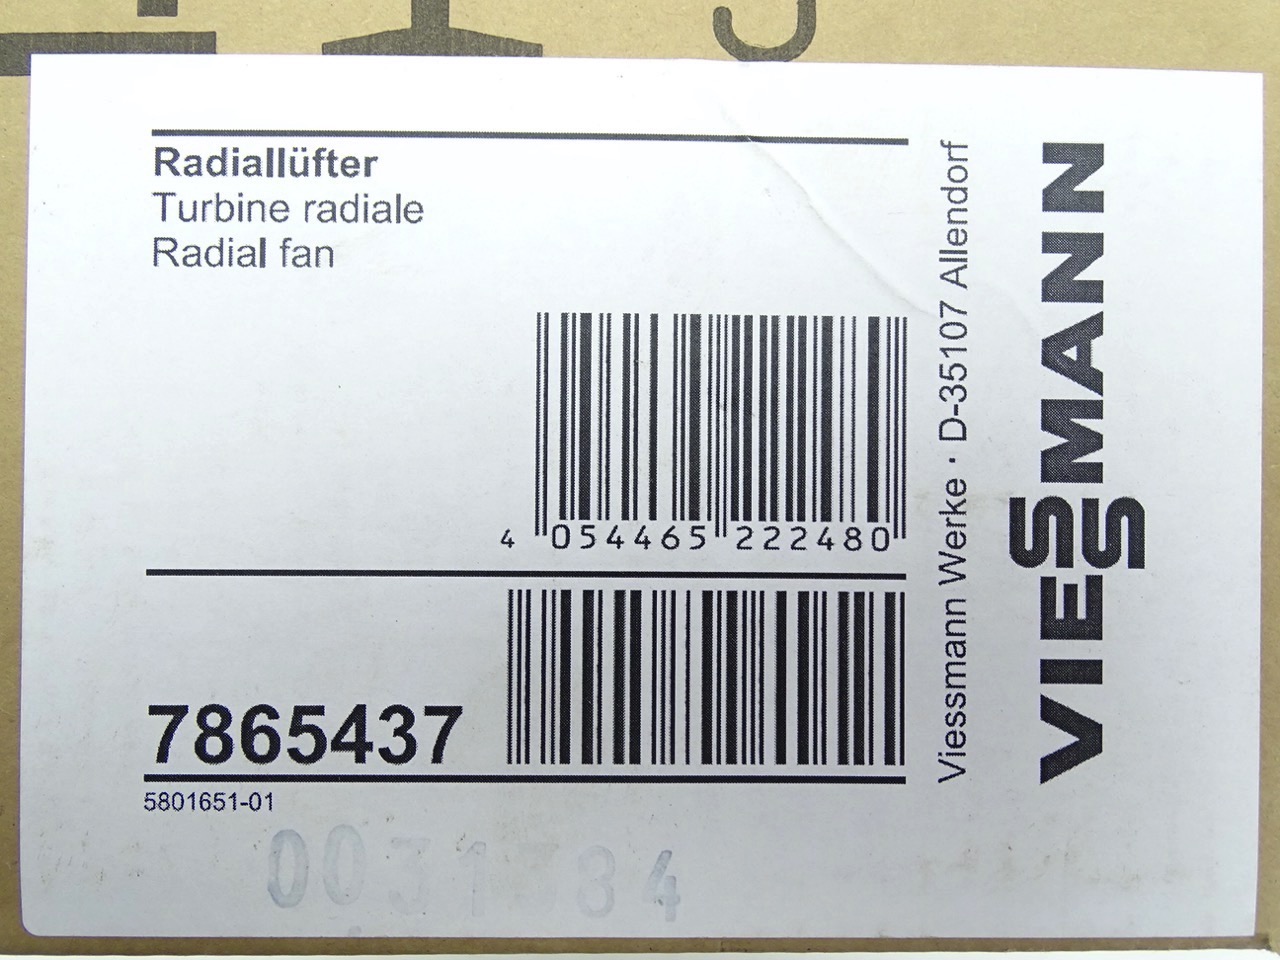 Radiallüfter
Turbine radiale
Radial fan
4 054465 222480
7865437
5801651-01
Viessmann Werke · D-35107 Allendorf
VIESSMANN